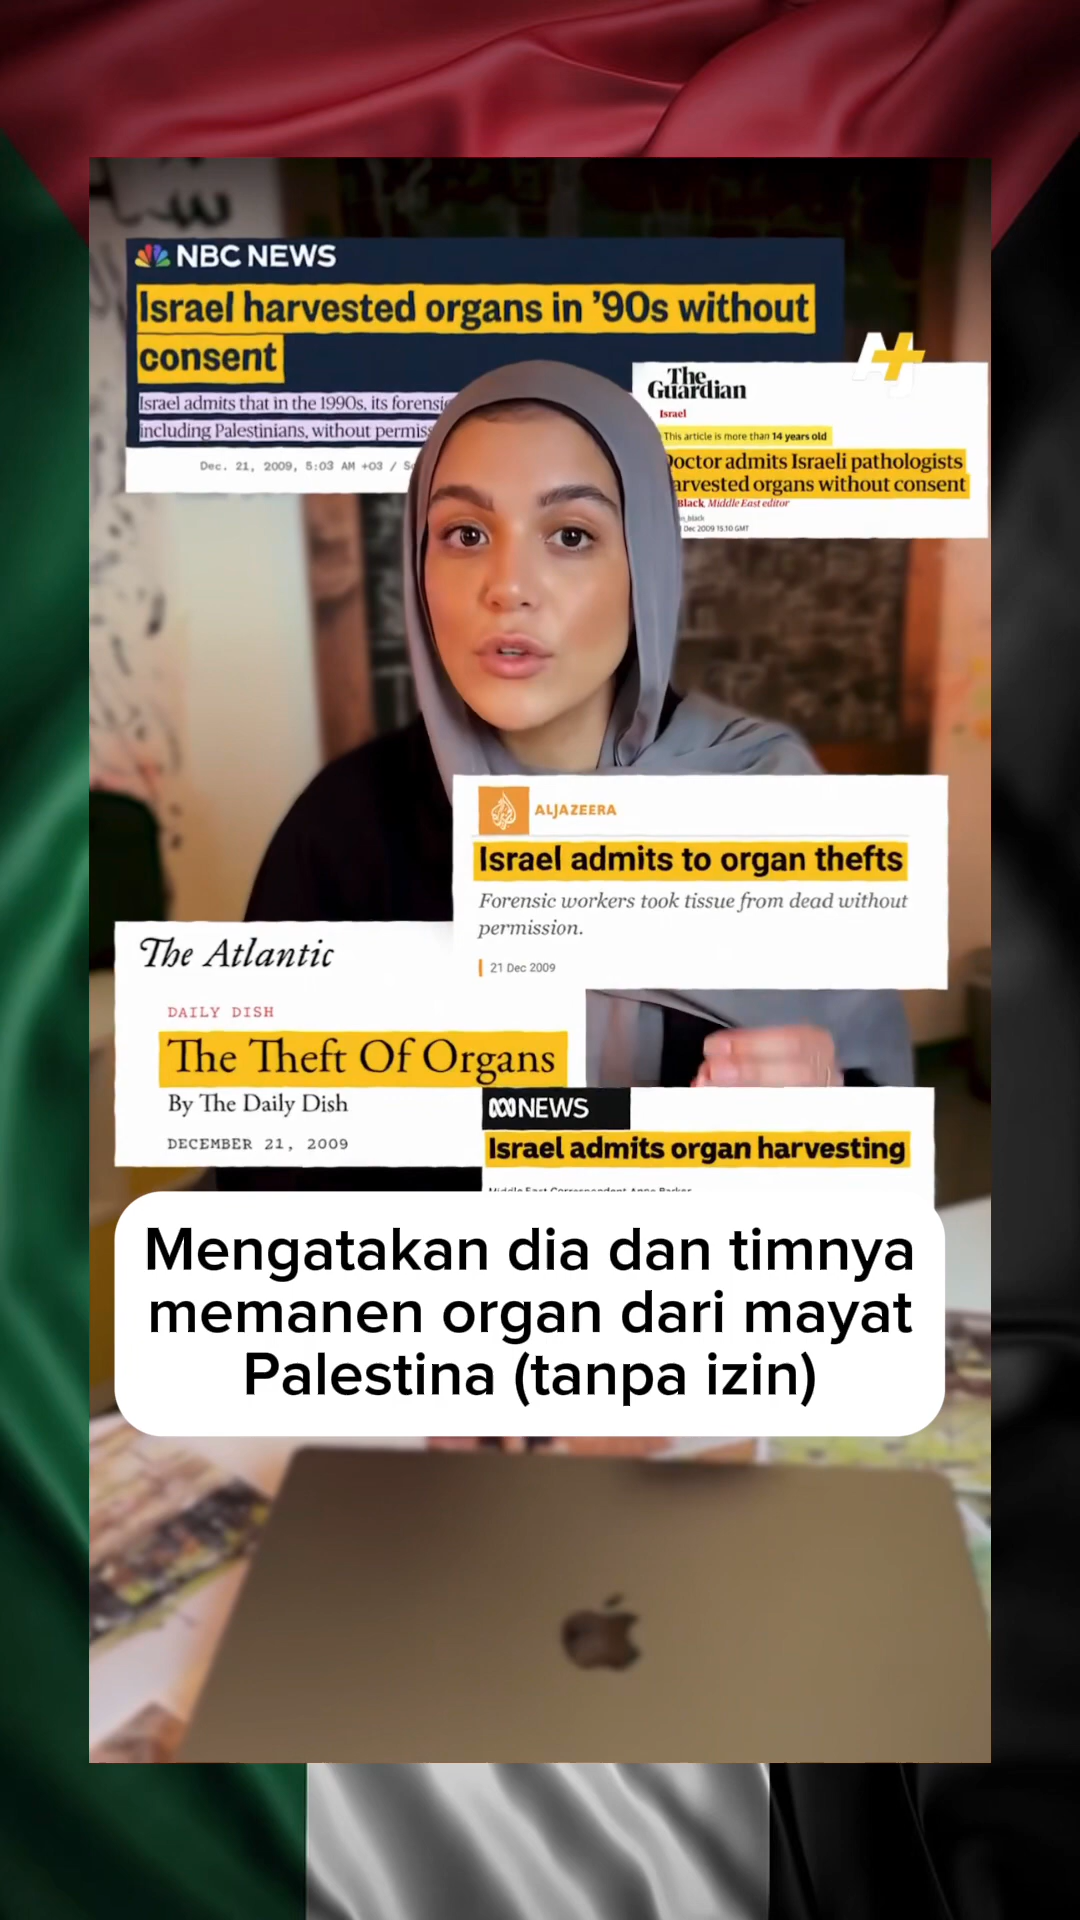 NBC NEWS
Israel harvested organs in '90s without
consent
Israel admits that in the 1990s, its
including Palestinians, without
Dec. 21, 2009, 5:03 AM +03 /
A+
The
Guardian
Israel
This article is more than 14 years old
admits Israeli pathologists
organs without consent
Black, Middle East editor
Dec 2009 15.10 GMT
ALJAZEERA
Israel admits to organ thefts
Forensic workers took tissue from dead without
permission.
21 Dec 2009
The Atlantic
DAILY DISH
The Theft Of Organs
By The Daily Dish
DECEMBER 21, 2009
NEWS
Israel admits organ harvesting
Mengatakan dia dan timnya
memanen organ dari mayat
Palestina (tanpa izin)